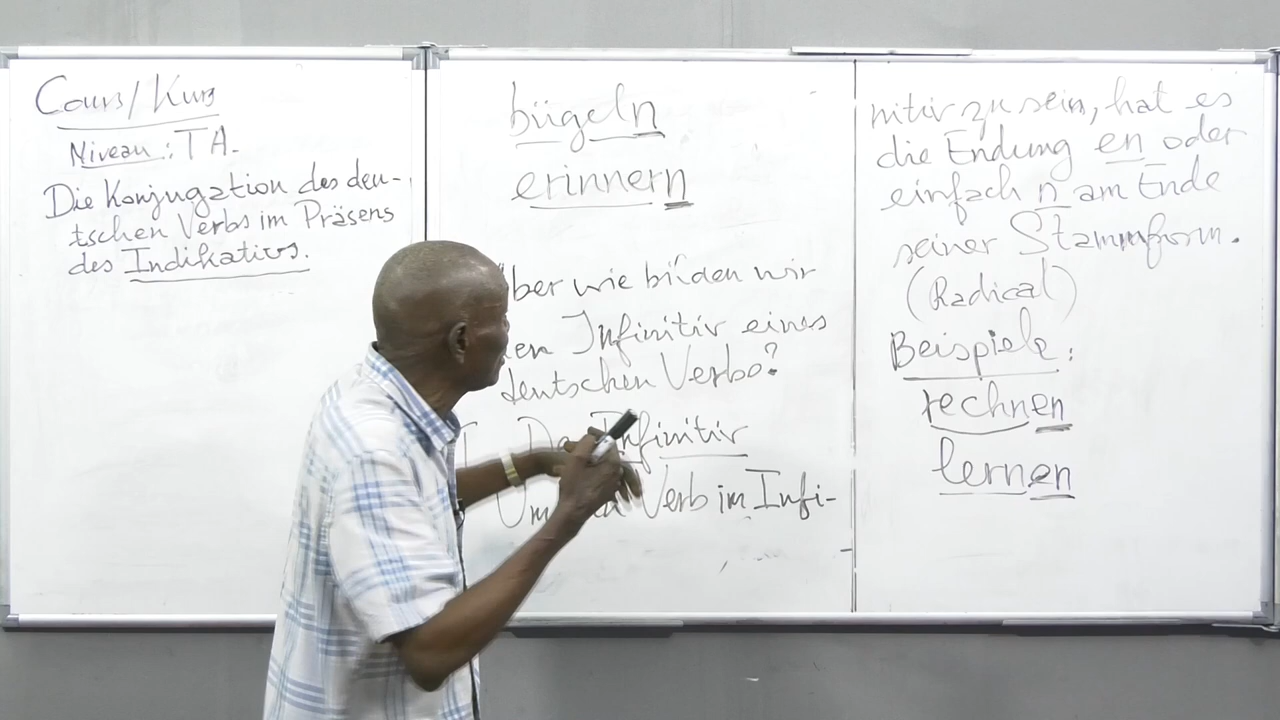 Cours/Kurs
Niveau: TA.
Die Konjugation des deu-
tschen Verbs im Präsens
des Indikativs.
bügeln
erinnern
Aber wie bilden wir
den Infinitiv eines
deutschen Verbs?
I Der Infinitiv
Um ein Verb im Infi-
nitiv zu sein, hat es
die Endung en oder
einfach n am Ende
seiner Stammform.
(Radical)
Beispiele:
rechnen
lernen